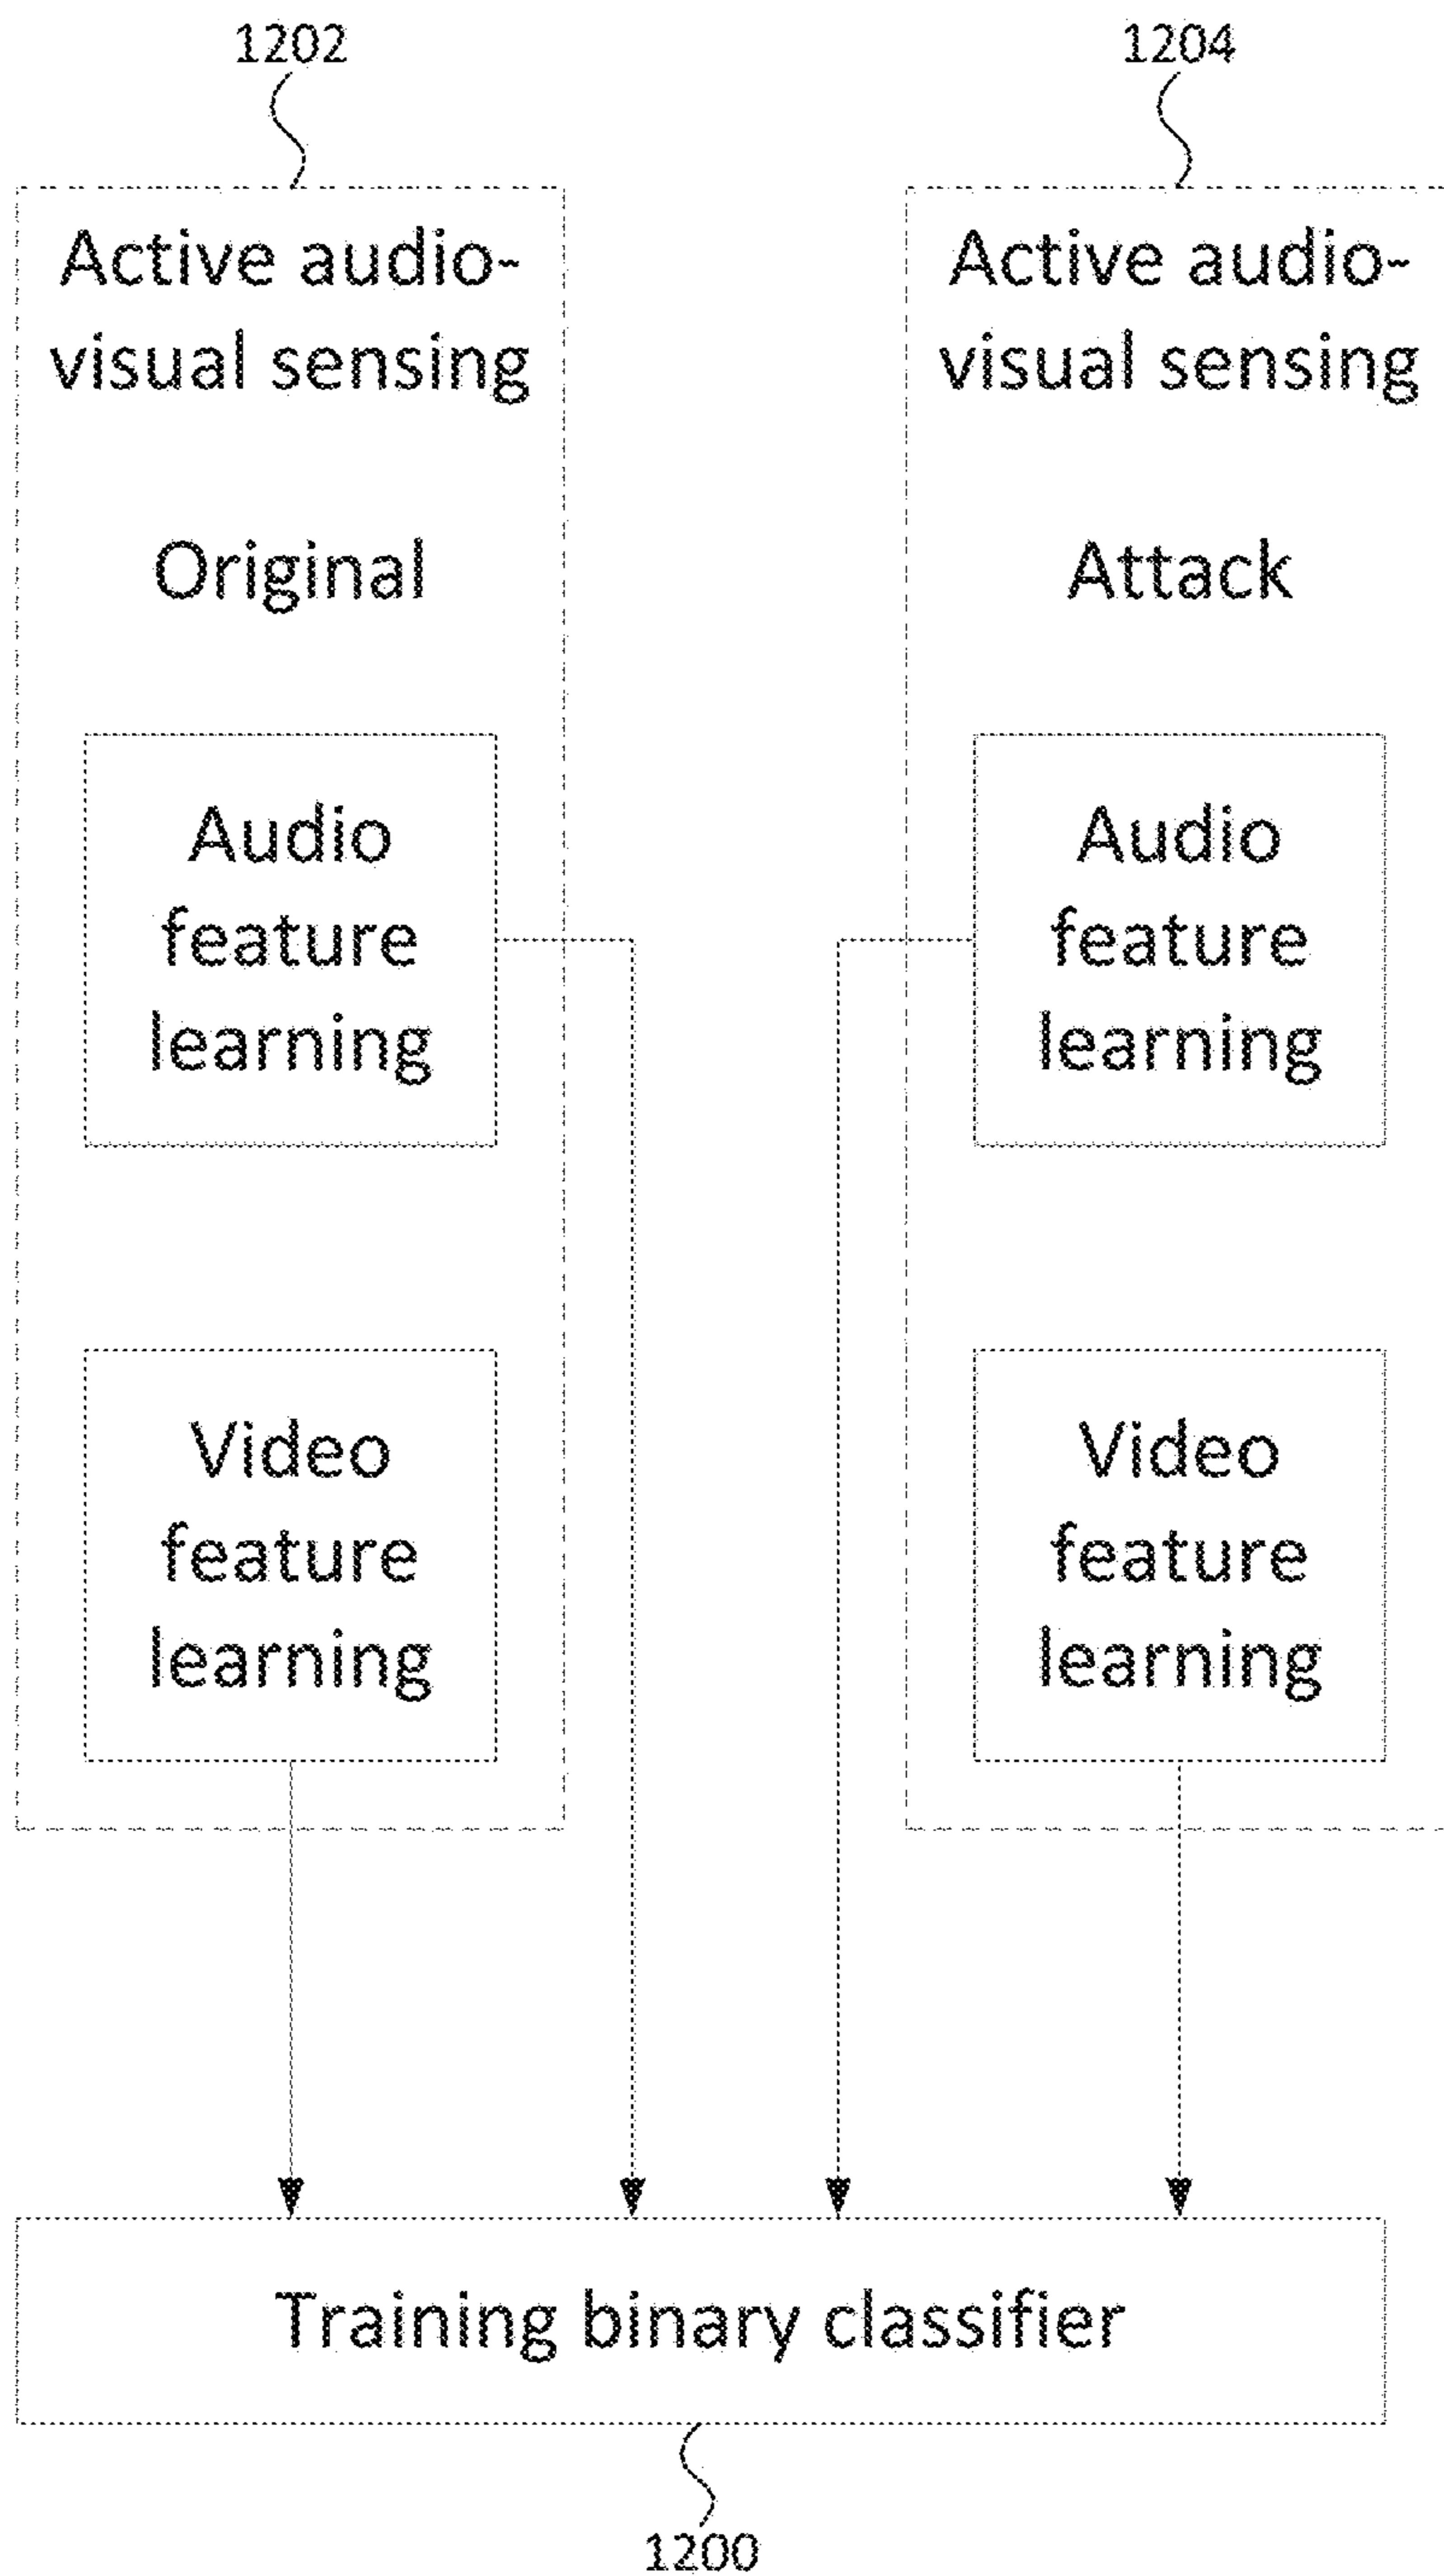 1202
Active audio-
visual sensing
Original
Audio
feature
learning
Video
feature
learning
1204
Active audio-
visual sensing
Attack
Audio
feature
learning
Video
feature
learning
Training binary classifier
1200